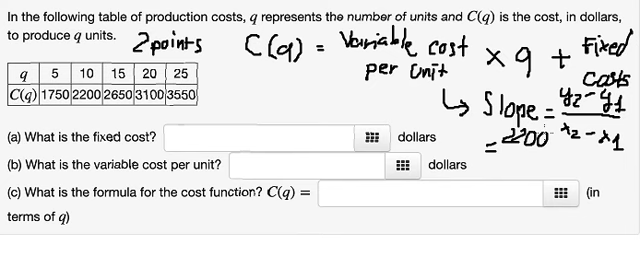 In the following table of production costs, q represents the number of units and C(q) is the cost, in dollars,
to produce q units.
2 points
C(q) = Variable cost per Unit × q + Fixed Costs
↳ Slope = y2-y1
x2-x1
= 2200
q 5 10 15 20 25
C(q) 1750 2200 2650 3100 3550
(a) What is the fixed cost? dollars
(b) What is the variable cost per unit? dollars
(c) What is the formula for the cost function? C(q) = (in
terms of q)